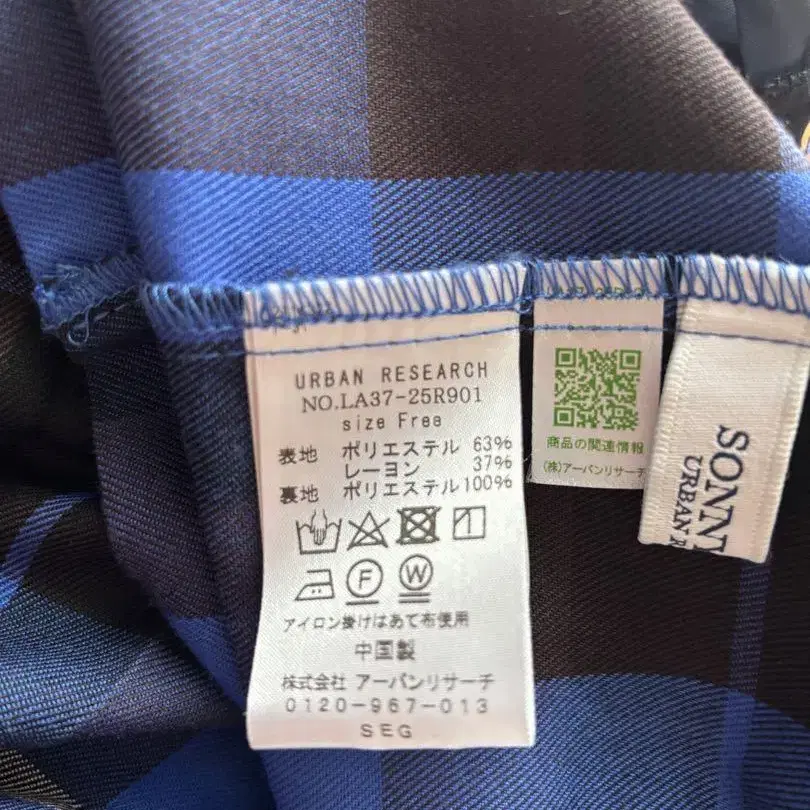 URBAN RESEARCH
NO.LA37-25R901
size Free
表地 ポリエステル 63%
レーヨン 37%
裏地 ポリエステル 100%
F W
アイロン掛けはあて布使用
中国製
株式会社 アーバンリサーチ
0120-967-013
SEG
商品の関連情報
(株)アーバンリサーチ
SONNY
URBAN